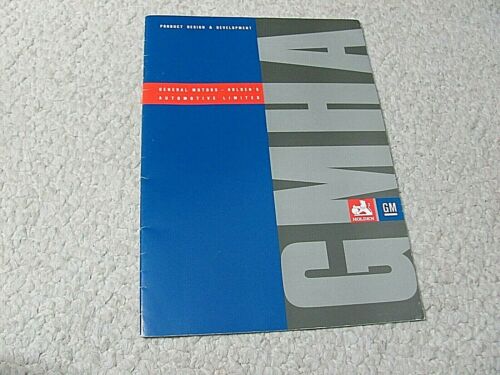 PRODUCT DESIGN & DEVELOPMENT
GENERAL MOTORS – HOLDEN'S
AUTOMOTIVE LIMITED
GMHA
HOLDEN
GM